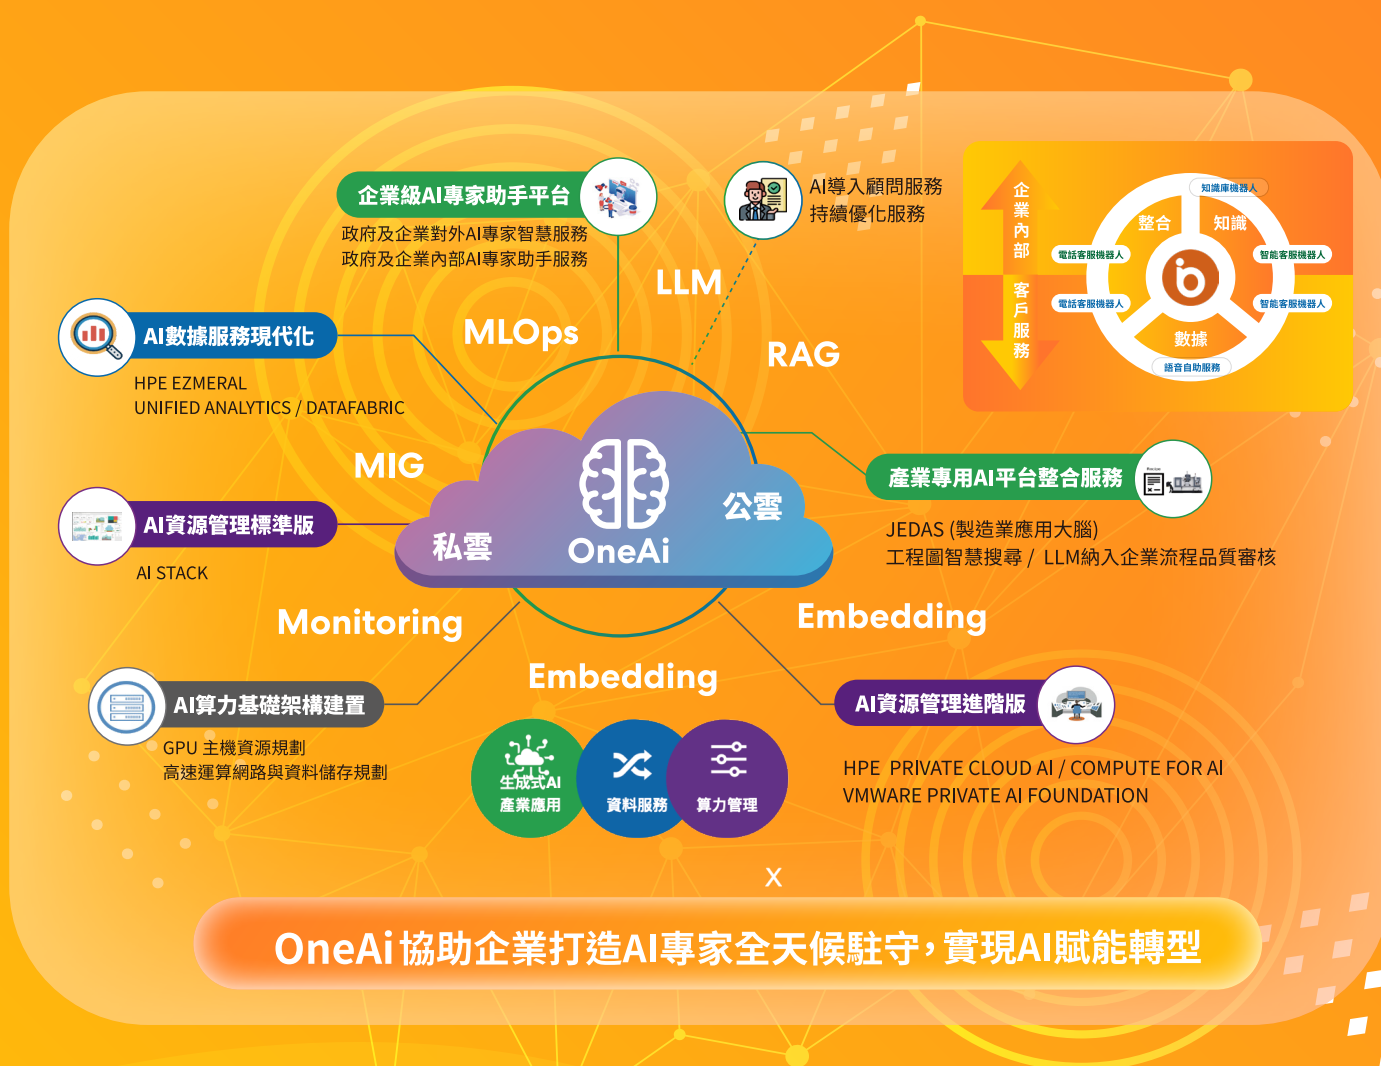 企業級AI專家助手平台
政府及企業對外AI專家智慧服務
政府及企業內部AI專家助手服務
AI導入顧問服務
持續優化服務
企業內部
客戶服務
知識庫機器人
整合
知識
電話客服機器人
智能客服機器人
電話客服機器人
智能客服機器人
數據
語音自助服務
LLM
MLOps
RAG
AI數據服務現代化
HPE EZMERAL
UNIFIED ANALYTICS / DATAFABRIC
MIG
產業專用AI平台整合服務
JEDAS (製造業應用大腦)
工程圖智慧搜尋 / LLM納入企業流程品質審核
公雲
私雲
OneAi
AI資源管理標準版
AI STACK
Monitoring
Embedding
Embedding
AI算力基礎架構建置
GPU 主機資源規劃
高速運算網路與資料儲存規劃
AI資源管理進階版
HPE PRIVATE CLOUD AI / COMPUTE FOR AI
VMWARE PRIVATE AI FOUNDATION
生成式AI
產業應用
資料服務
算力管理
X
OneAi 協助企業打造AI專家全天候駐守，實現AI賦能轉型